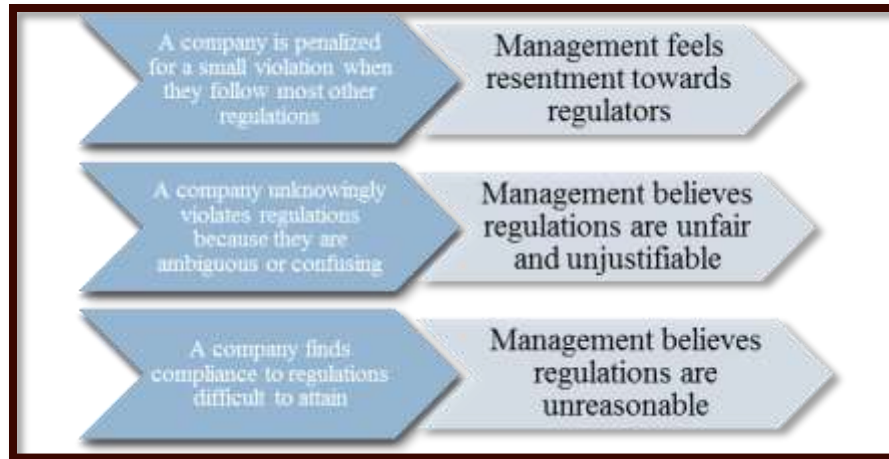 A company is penalized
for a small violation when
they follow most other
regulations
Management feels
resentment towards
regulators
A company unknowingly
violates regulations
because they are
ambiguous or confusing
Management believes
regulations are unfair
and unjustifiable
A company finds
compliance to regulations
difficult to attain
Management believes
regulations are
unreasonable